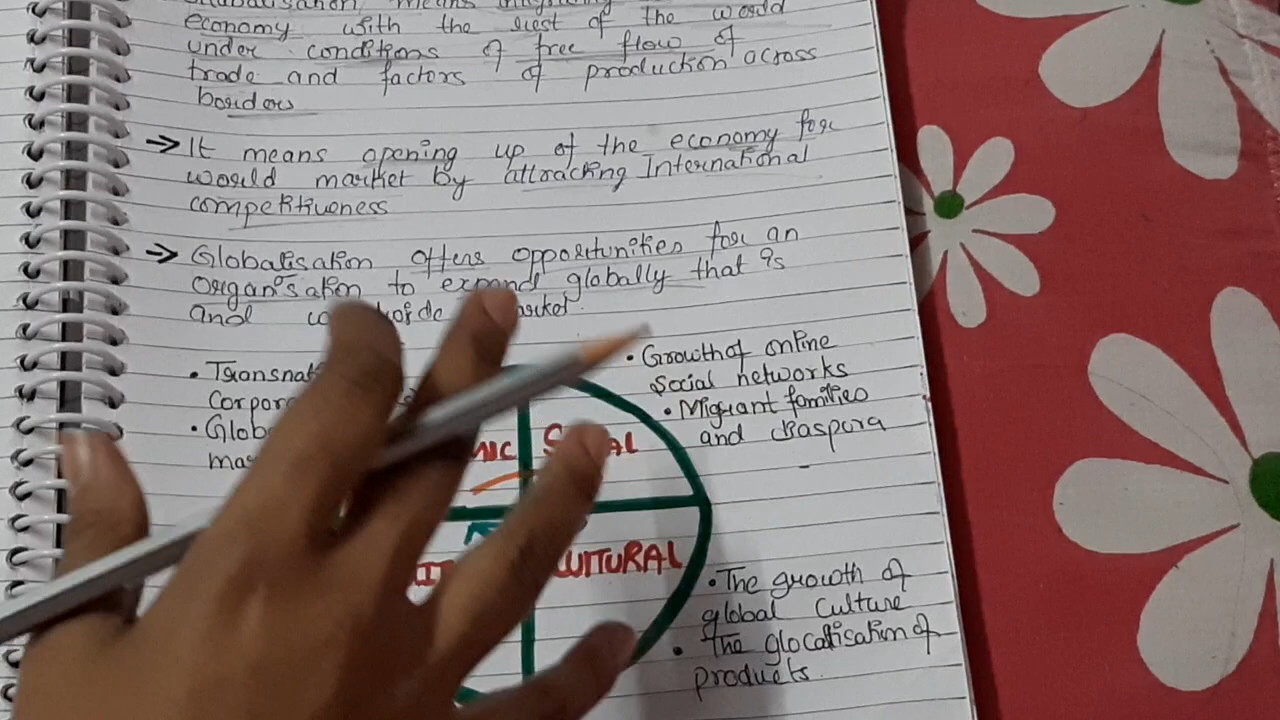 economy with the rest of the world
under conditions of free flow of
trade and factors of production across
borders
→ It means opening up of the economy for
world market by attracking International
competitiveness
→ Globalisation offers opportunities for an
organisation to expand globally that is
and
• Growth of online
social networks
• Migrant families
and diaspora
• The growth of
global culture
• The glocalisation of
products.